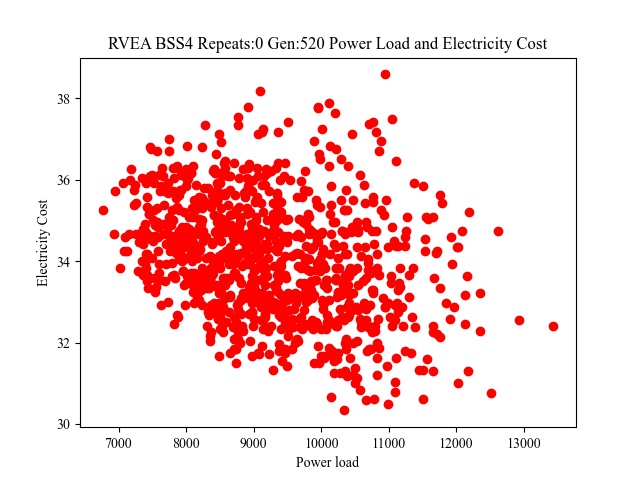 RVEA BSS4 Repeats:0 Gen:520 Power Load and Electricity Cost
38
36
34
32
30
Electricity Cost
7000 8000 9000 10000 11000 12000 13000
Power load